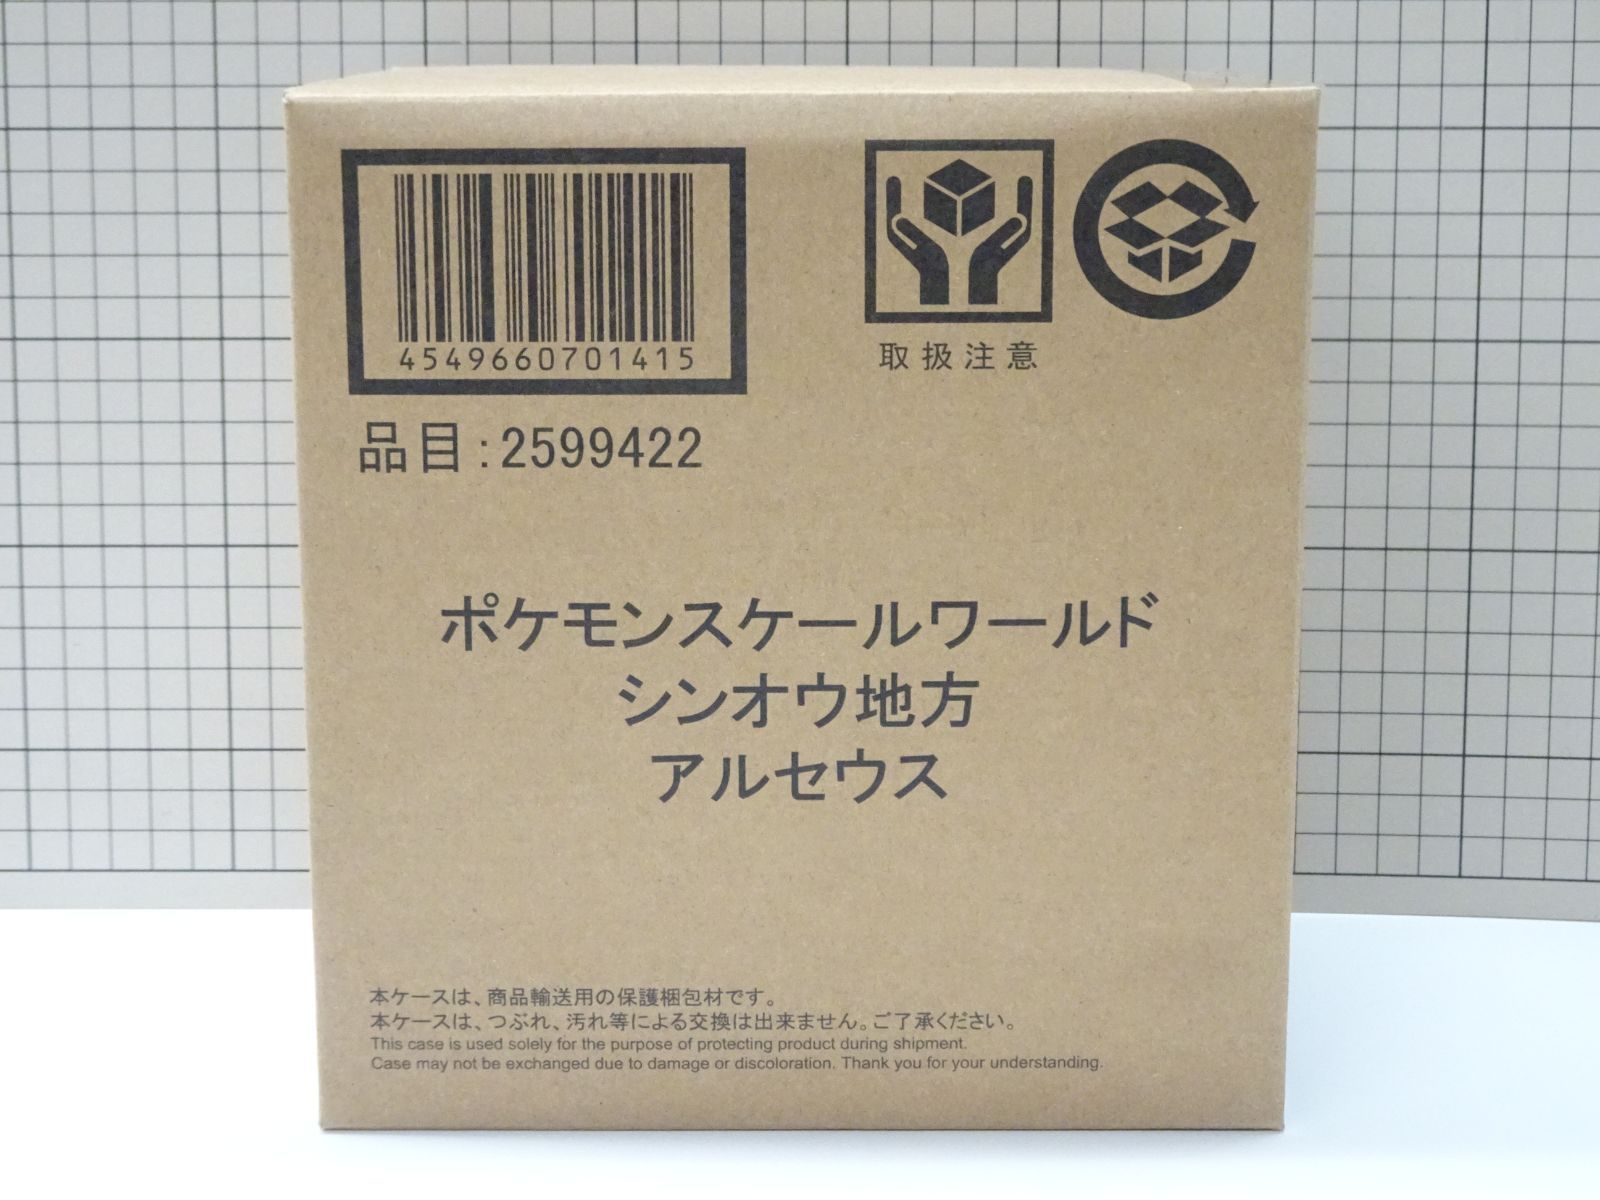 4549660701415
取扱注意
品目:2599422
ポケモンスケールワールド
シンオウ地方
アルセウス
本ケースは、商品輸送用の保護梱包材です。
本ケースは、つぶれ、汚れ等による交換は出来ません。ご了承ください。
This case is used solely for the purpose of protecting product during shipment.
Case may not be exchanged due to damage or discoloration. Thank you for your understanding.